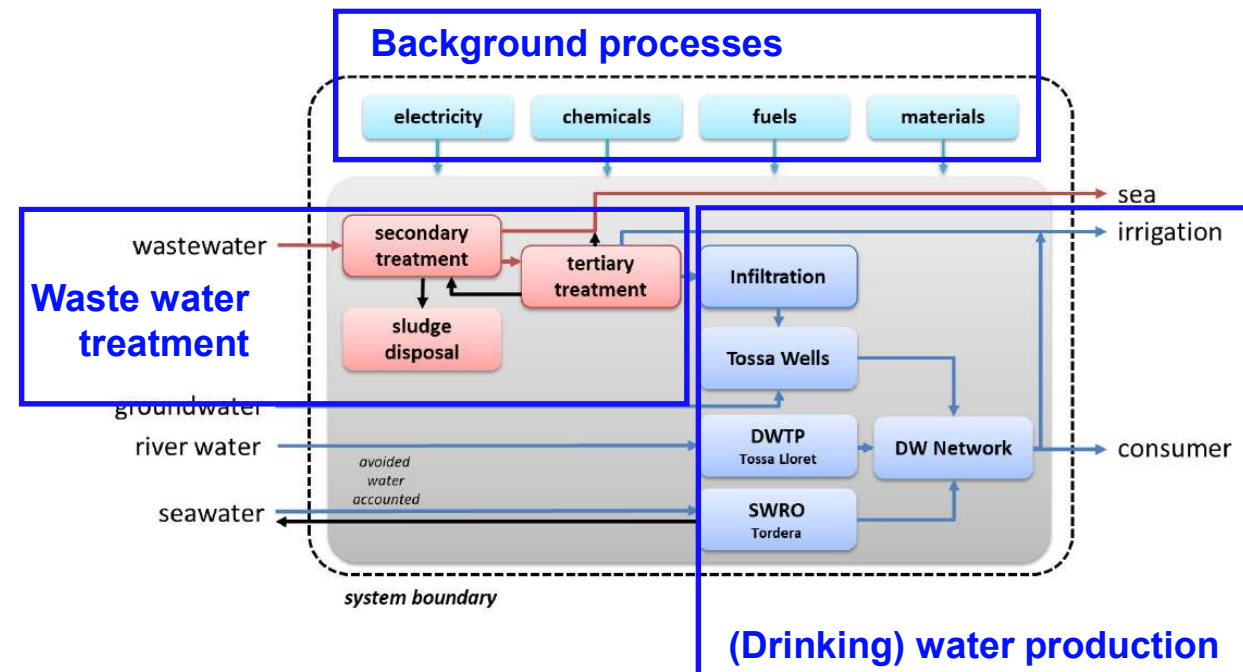 Background processes
electricity
chemicals
fuels
materials
sea
irrigation
wastewater
secondary
treatment
tertiary
treatment
Infiltration
Waste water
treatment
sludge
disposal
Tossa Wells
groundwater
river water
DWTP
Tossa Lloret
DW Network
consumer
avoided
water
accounted
seawater
SWRO
Tordera
system boundary
(Drinking) water production